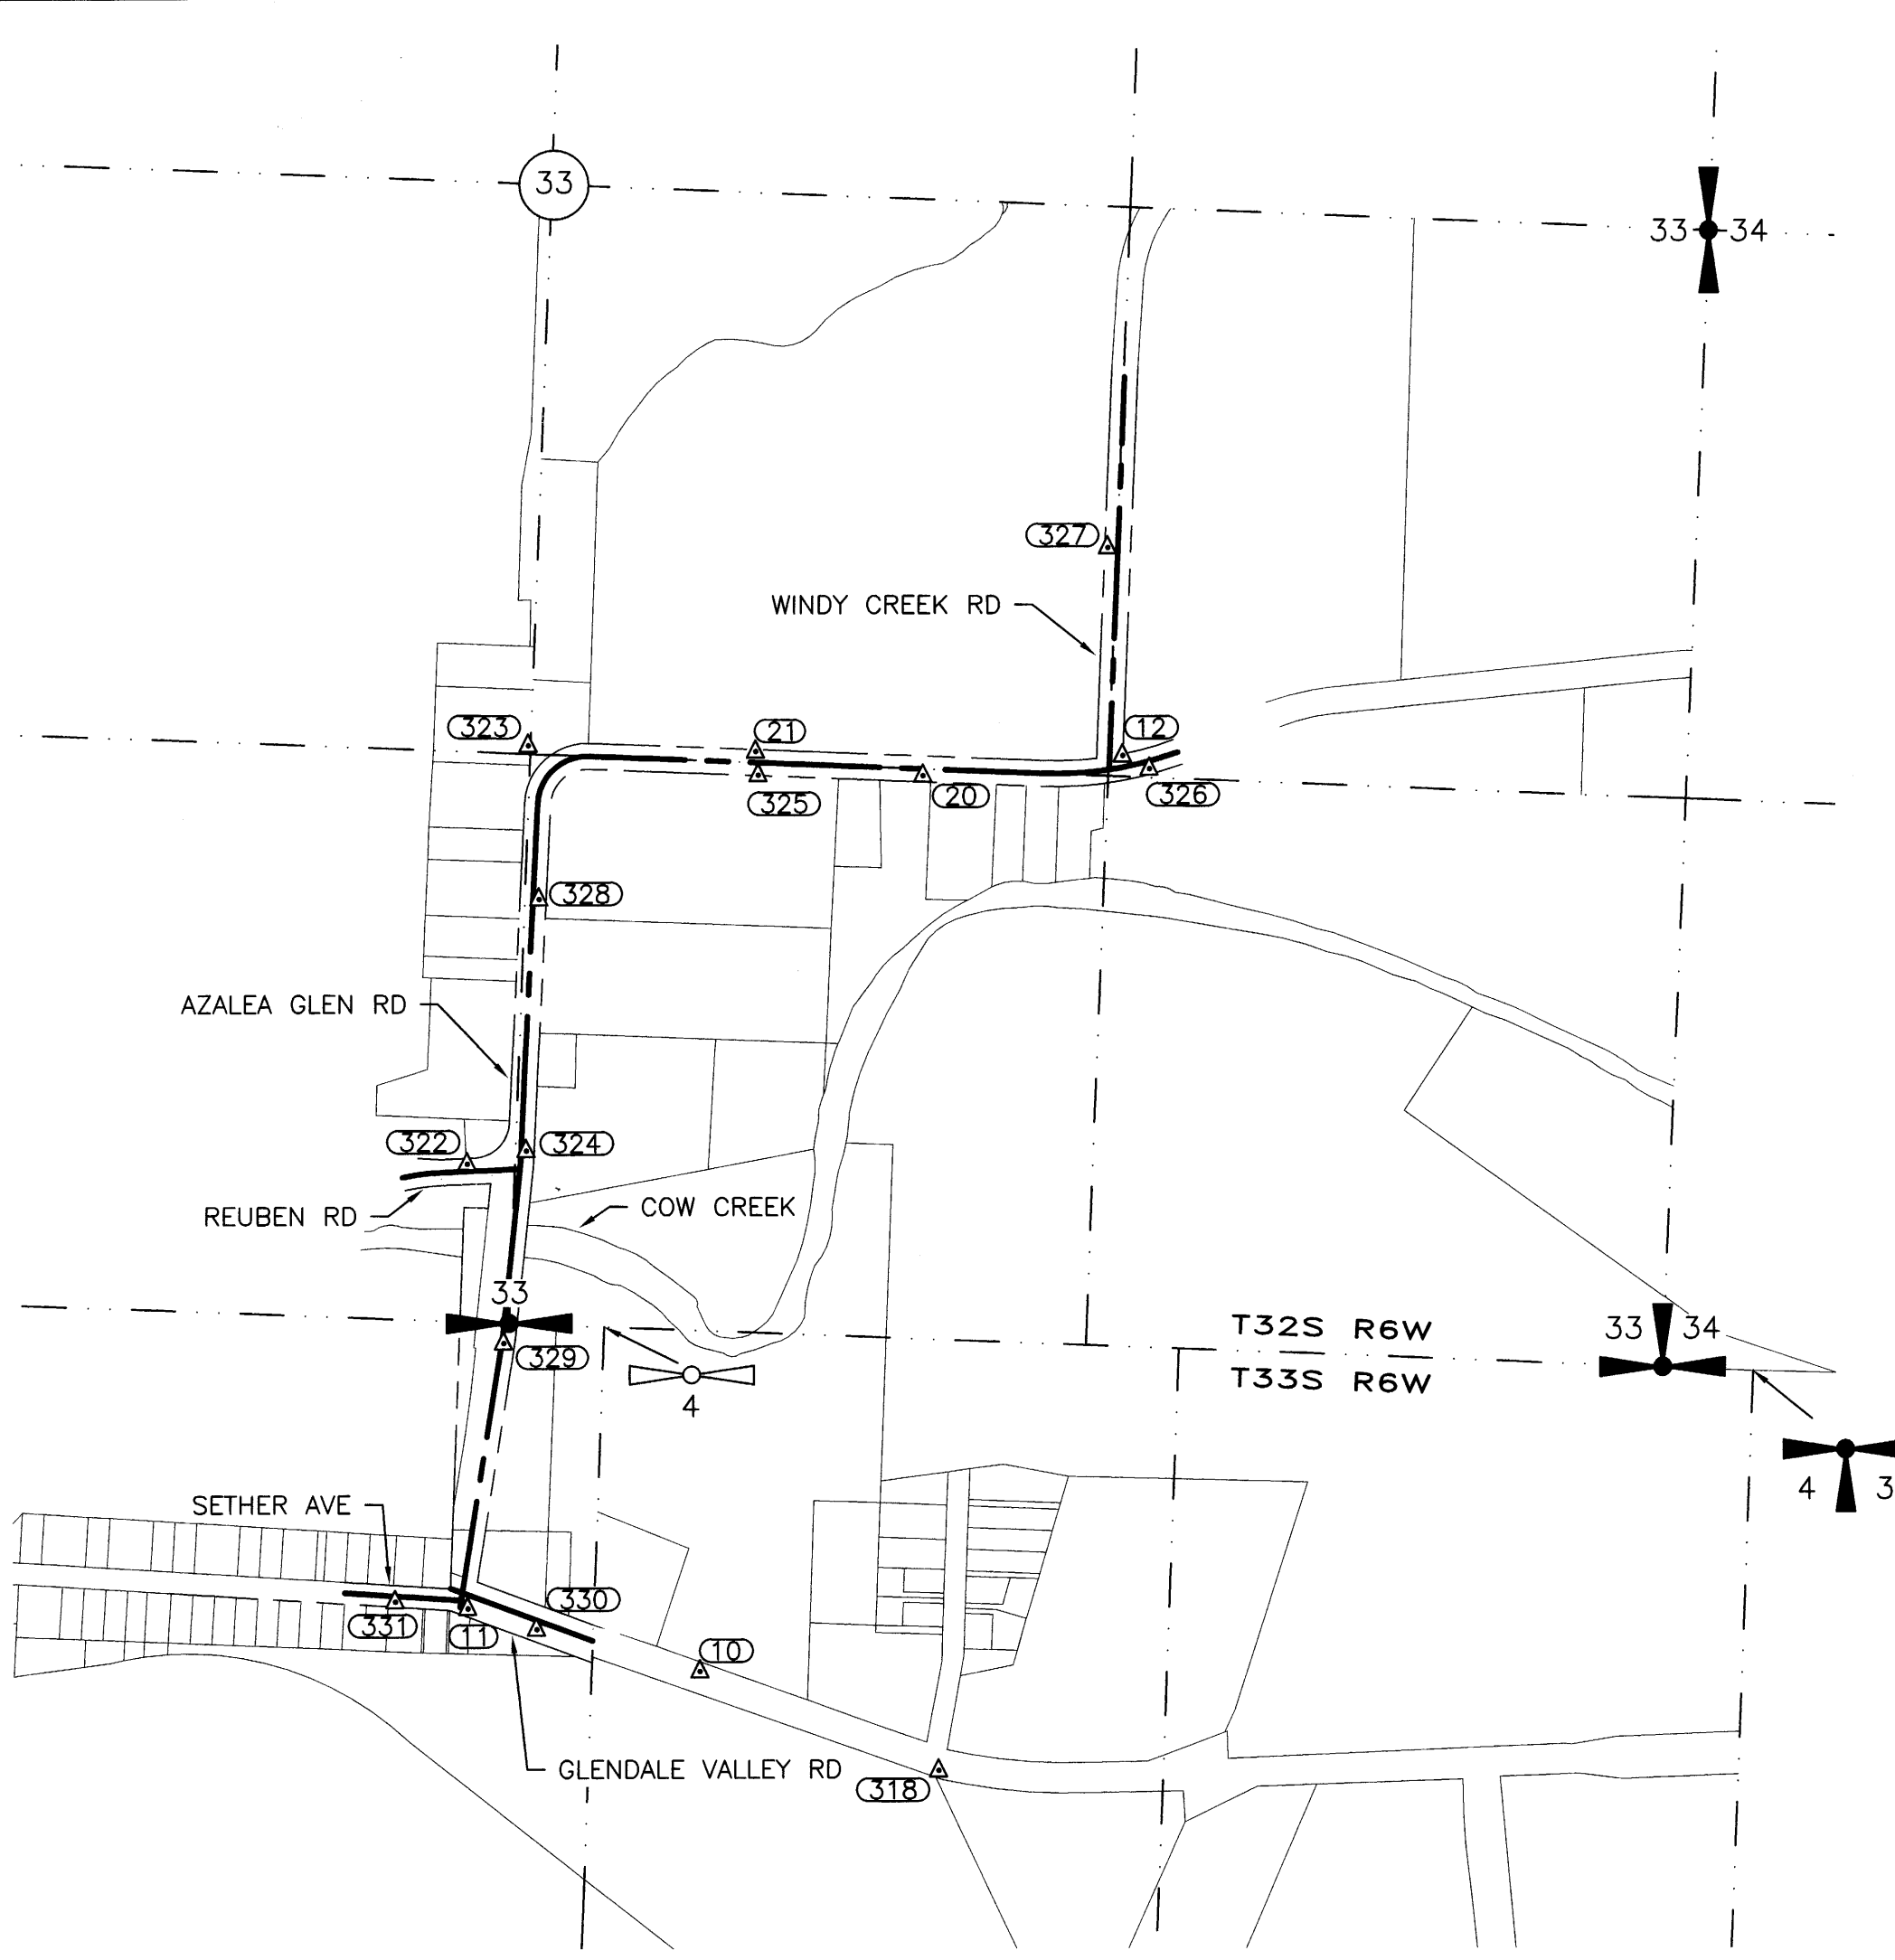 33
33 34
327
WINDY CREEK RD
323
21
12
325
20
326
328
AZALEA GLEN RD
322
324
REUBEN RD
COW CREEK
33
329
T32S R6W
33 34
T33S R6W
4
4 3
SETHER AVE
330
331
11
10
GLENDALE VALLEY RD
318